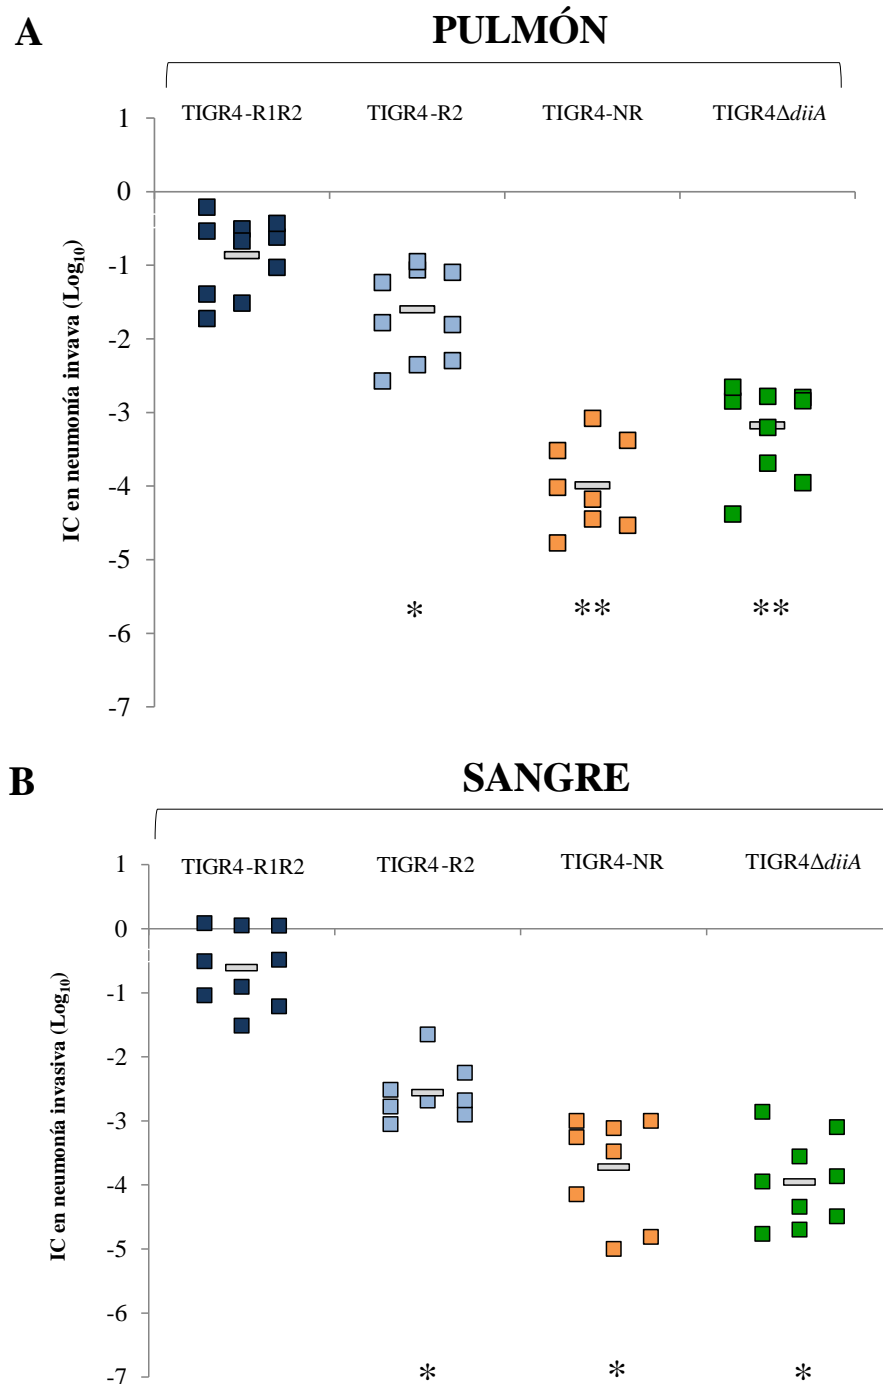 A
PULMÓN
TIGR4-R1R2 TIGR4-R2 TIGR4-NR TIGR4ΔdiiA
IC en neumonía invava (Log10)
1
0
-1
-2
-3
-4
-5
-6
-7
* ** **
B
SANGRE
TIGR4-R1R2 TIGR4-R2 TIGR4-NR TIGR4ΔdiiA
IC en neumonía invasiva (Log10)
1
0
-1
-2
-3
-4
-5
-6
-7
* * *